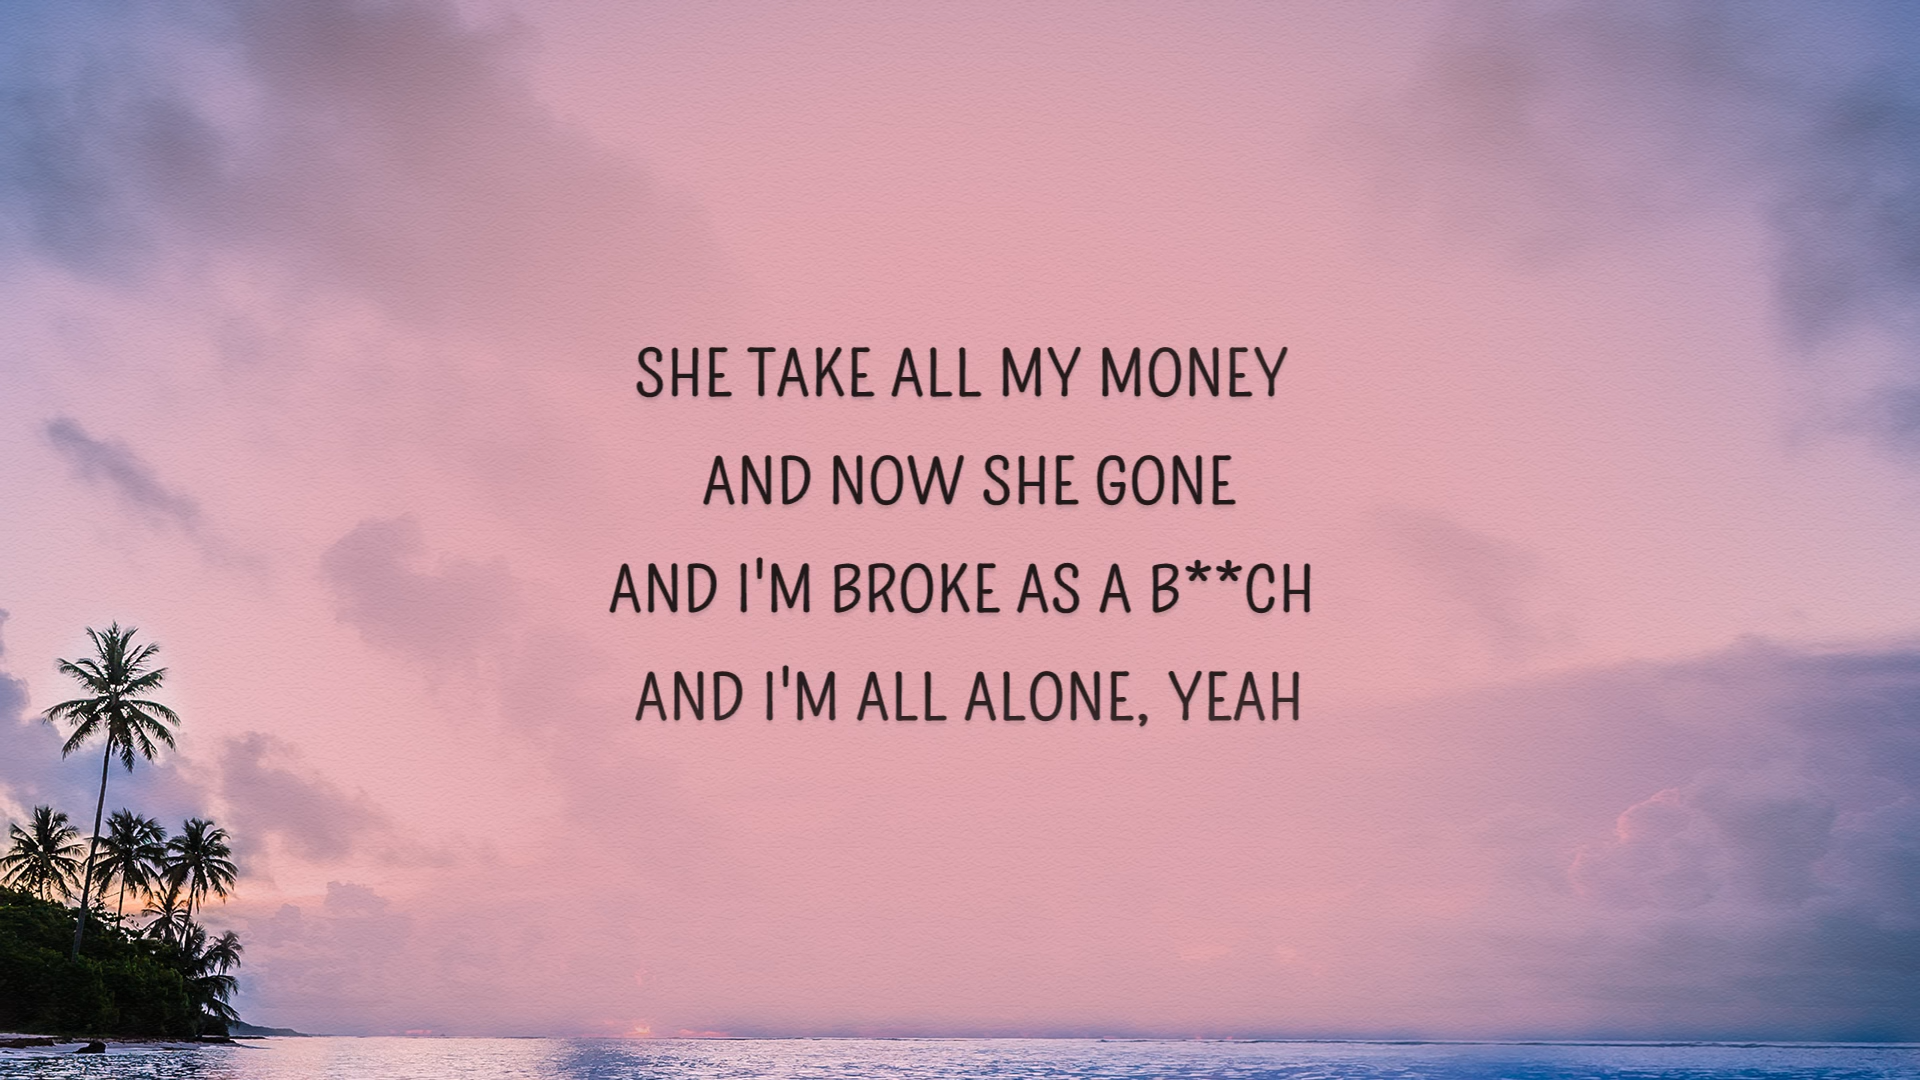 SHE TAKE ALL MY MONEY
AND NOW SHE GONE
AND I'M BROKE AS A B**CH
AND I'M ALL ALONE, YEAH